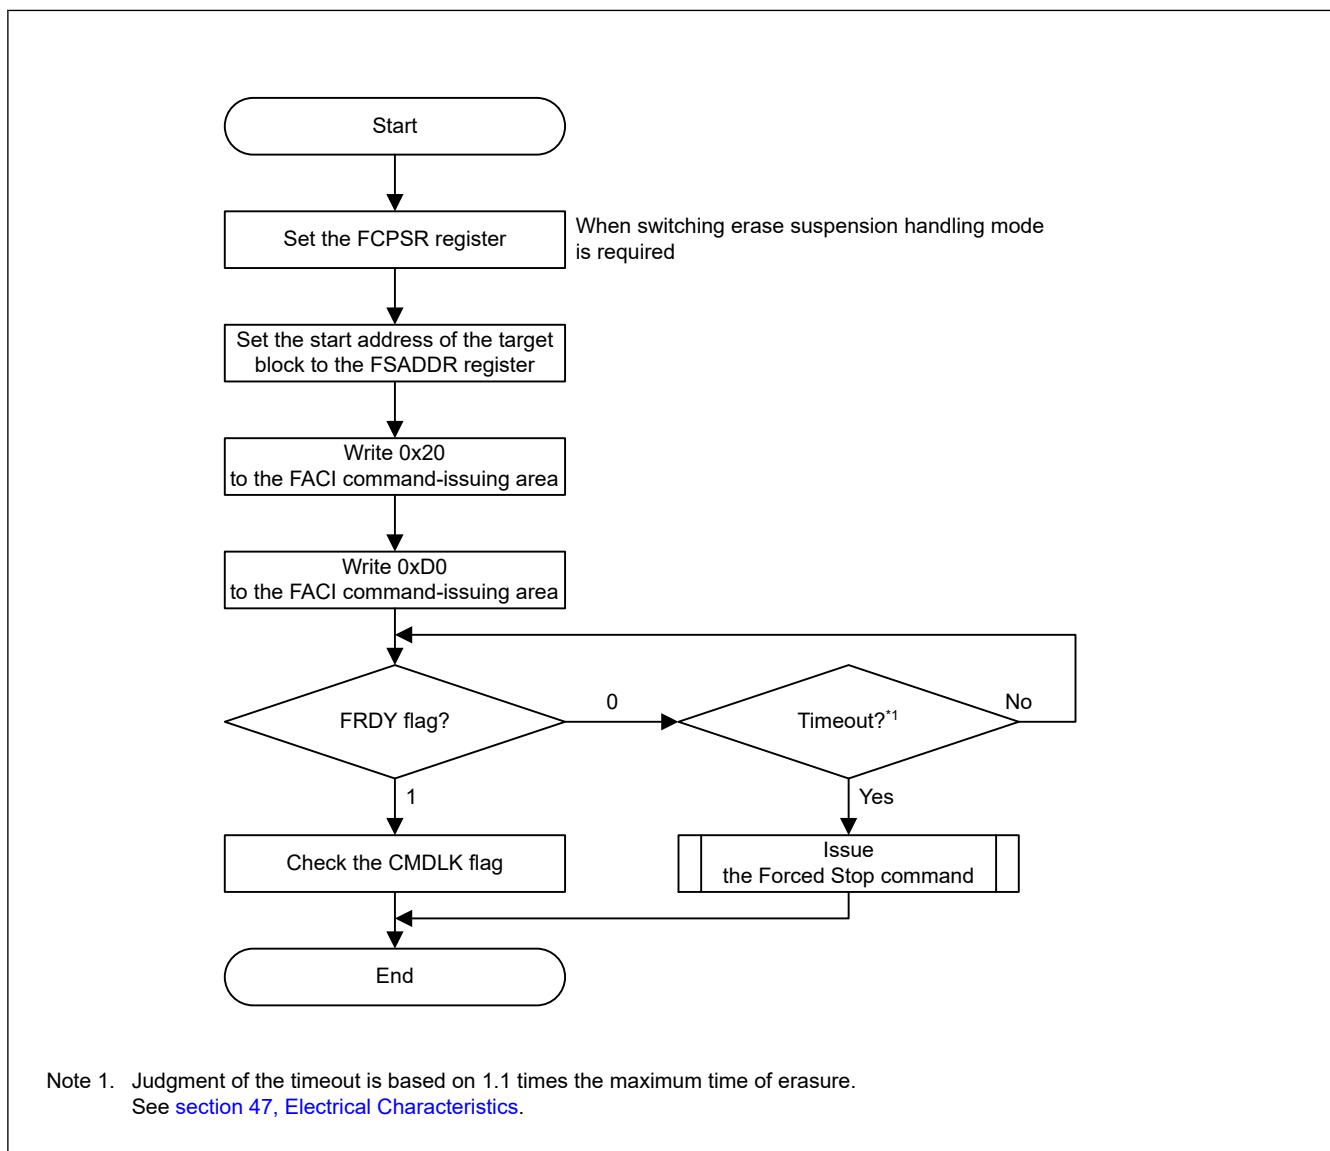 Start
Set the FCPSR register
When switching erase suspension handling mode
is required
Set the start address of the target
block to the FSADDR register
Write 0x20
to the FACI command-issuing area
Write 0xD0
to the FACI command-issuing area
FRDY flag?
0
Timeout?*1
No
1
Yes
Check the CMDLK flag
Issue
the Forced Stop command
End
Note 1. Judgment of the timeout is based on 1.1 times the maximum time of erasure.
See section 47, Electrical Characteristics.